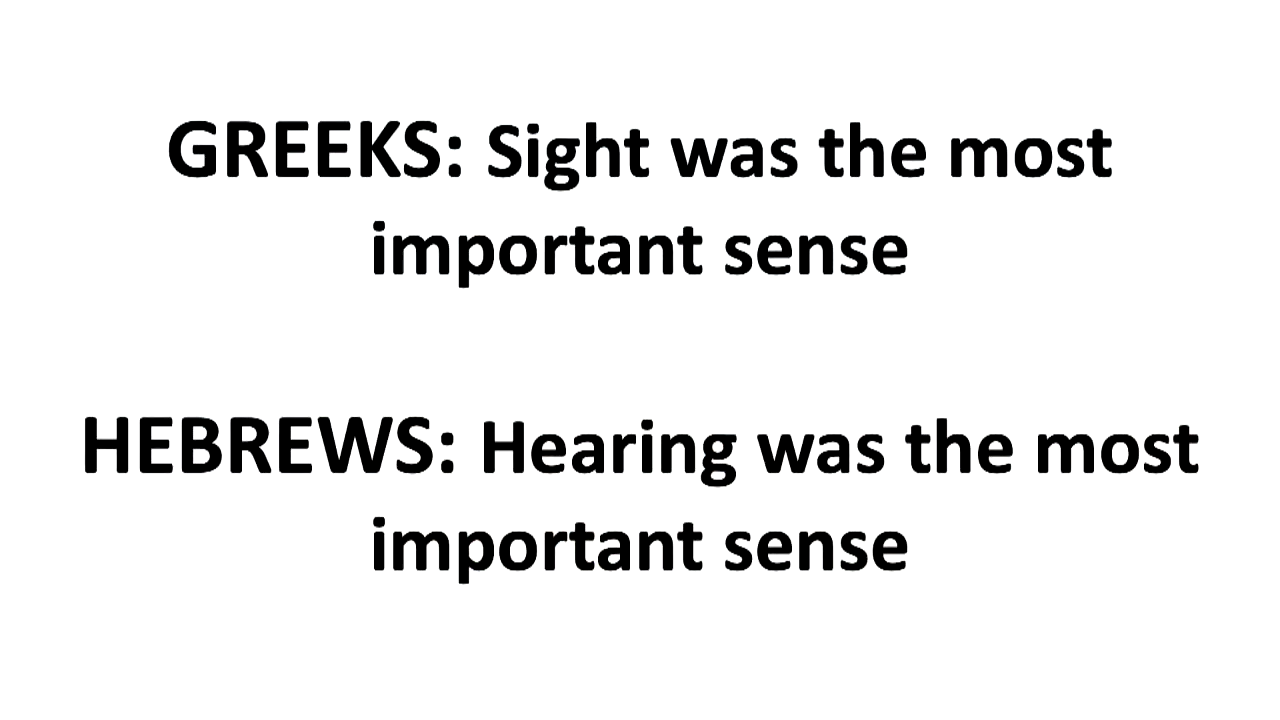 GREEKS: Sight was the most
important sense
HEBREWS: Hearing was the most
important sense